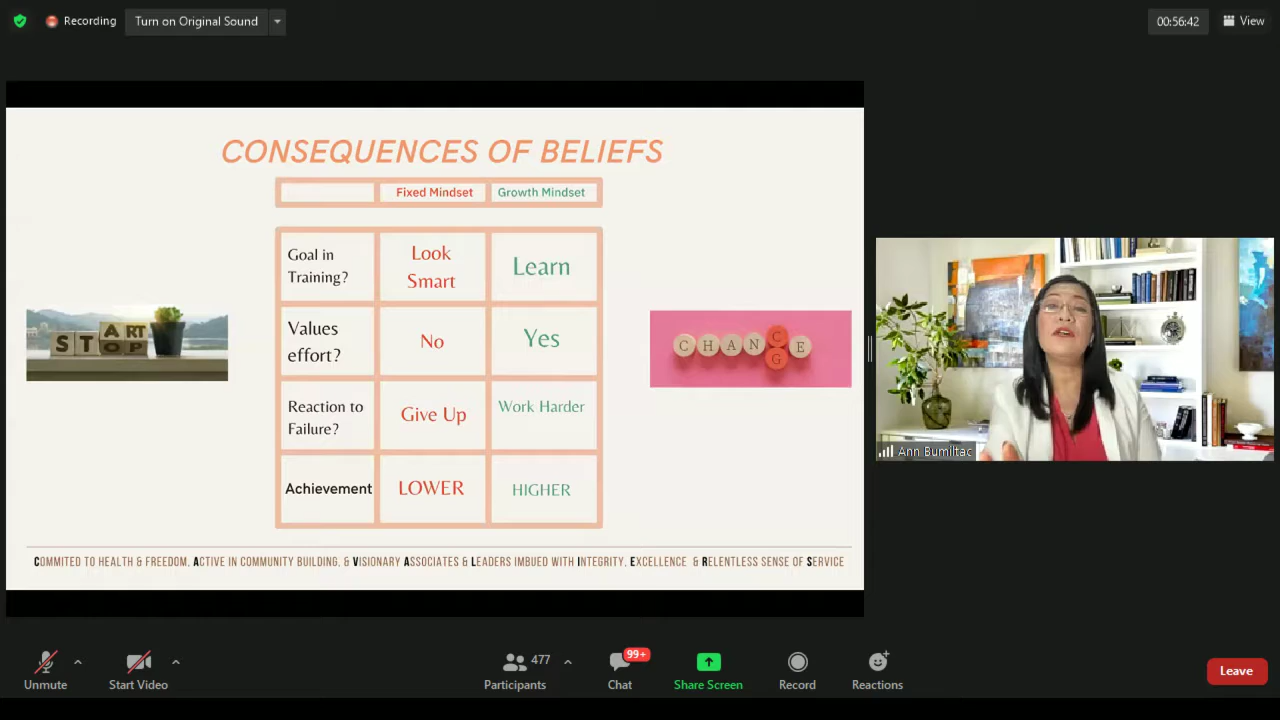 Recording
Turn on Original Sound
00:56:42
View
CONSEQUENCES OF BELIEFS
Fixed Mindset
Growth Mindset
Goal in
Training?
Look
Smart
Learn
Values
effort?
No
Yes
Reaction to
Failure?
Give Up
Work Harder
Achievement
LOWER
HIGHER
START
OP
CHANGE
C
COMMITED TO HEALTH & FREEDOM, ACTIVE IN COMMUNITY BUILDING, & VISIONARY ASSOCIATES & LEADERS IMBUED WITH INTEGRITY, EXCELLENCE & RELENTLESS SENSE OF SERVICE
Ann Bumiltac
Unmute
Start Video
477
Participants
99+
Chat
Share Screen
Record
Reactions
Leave